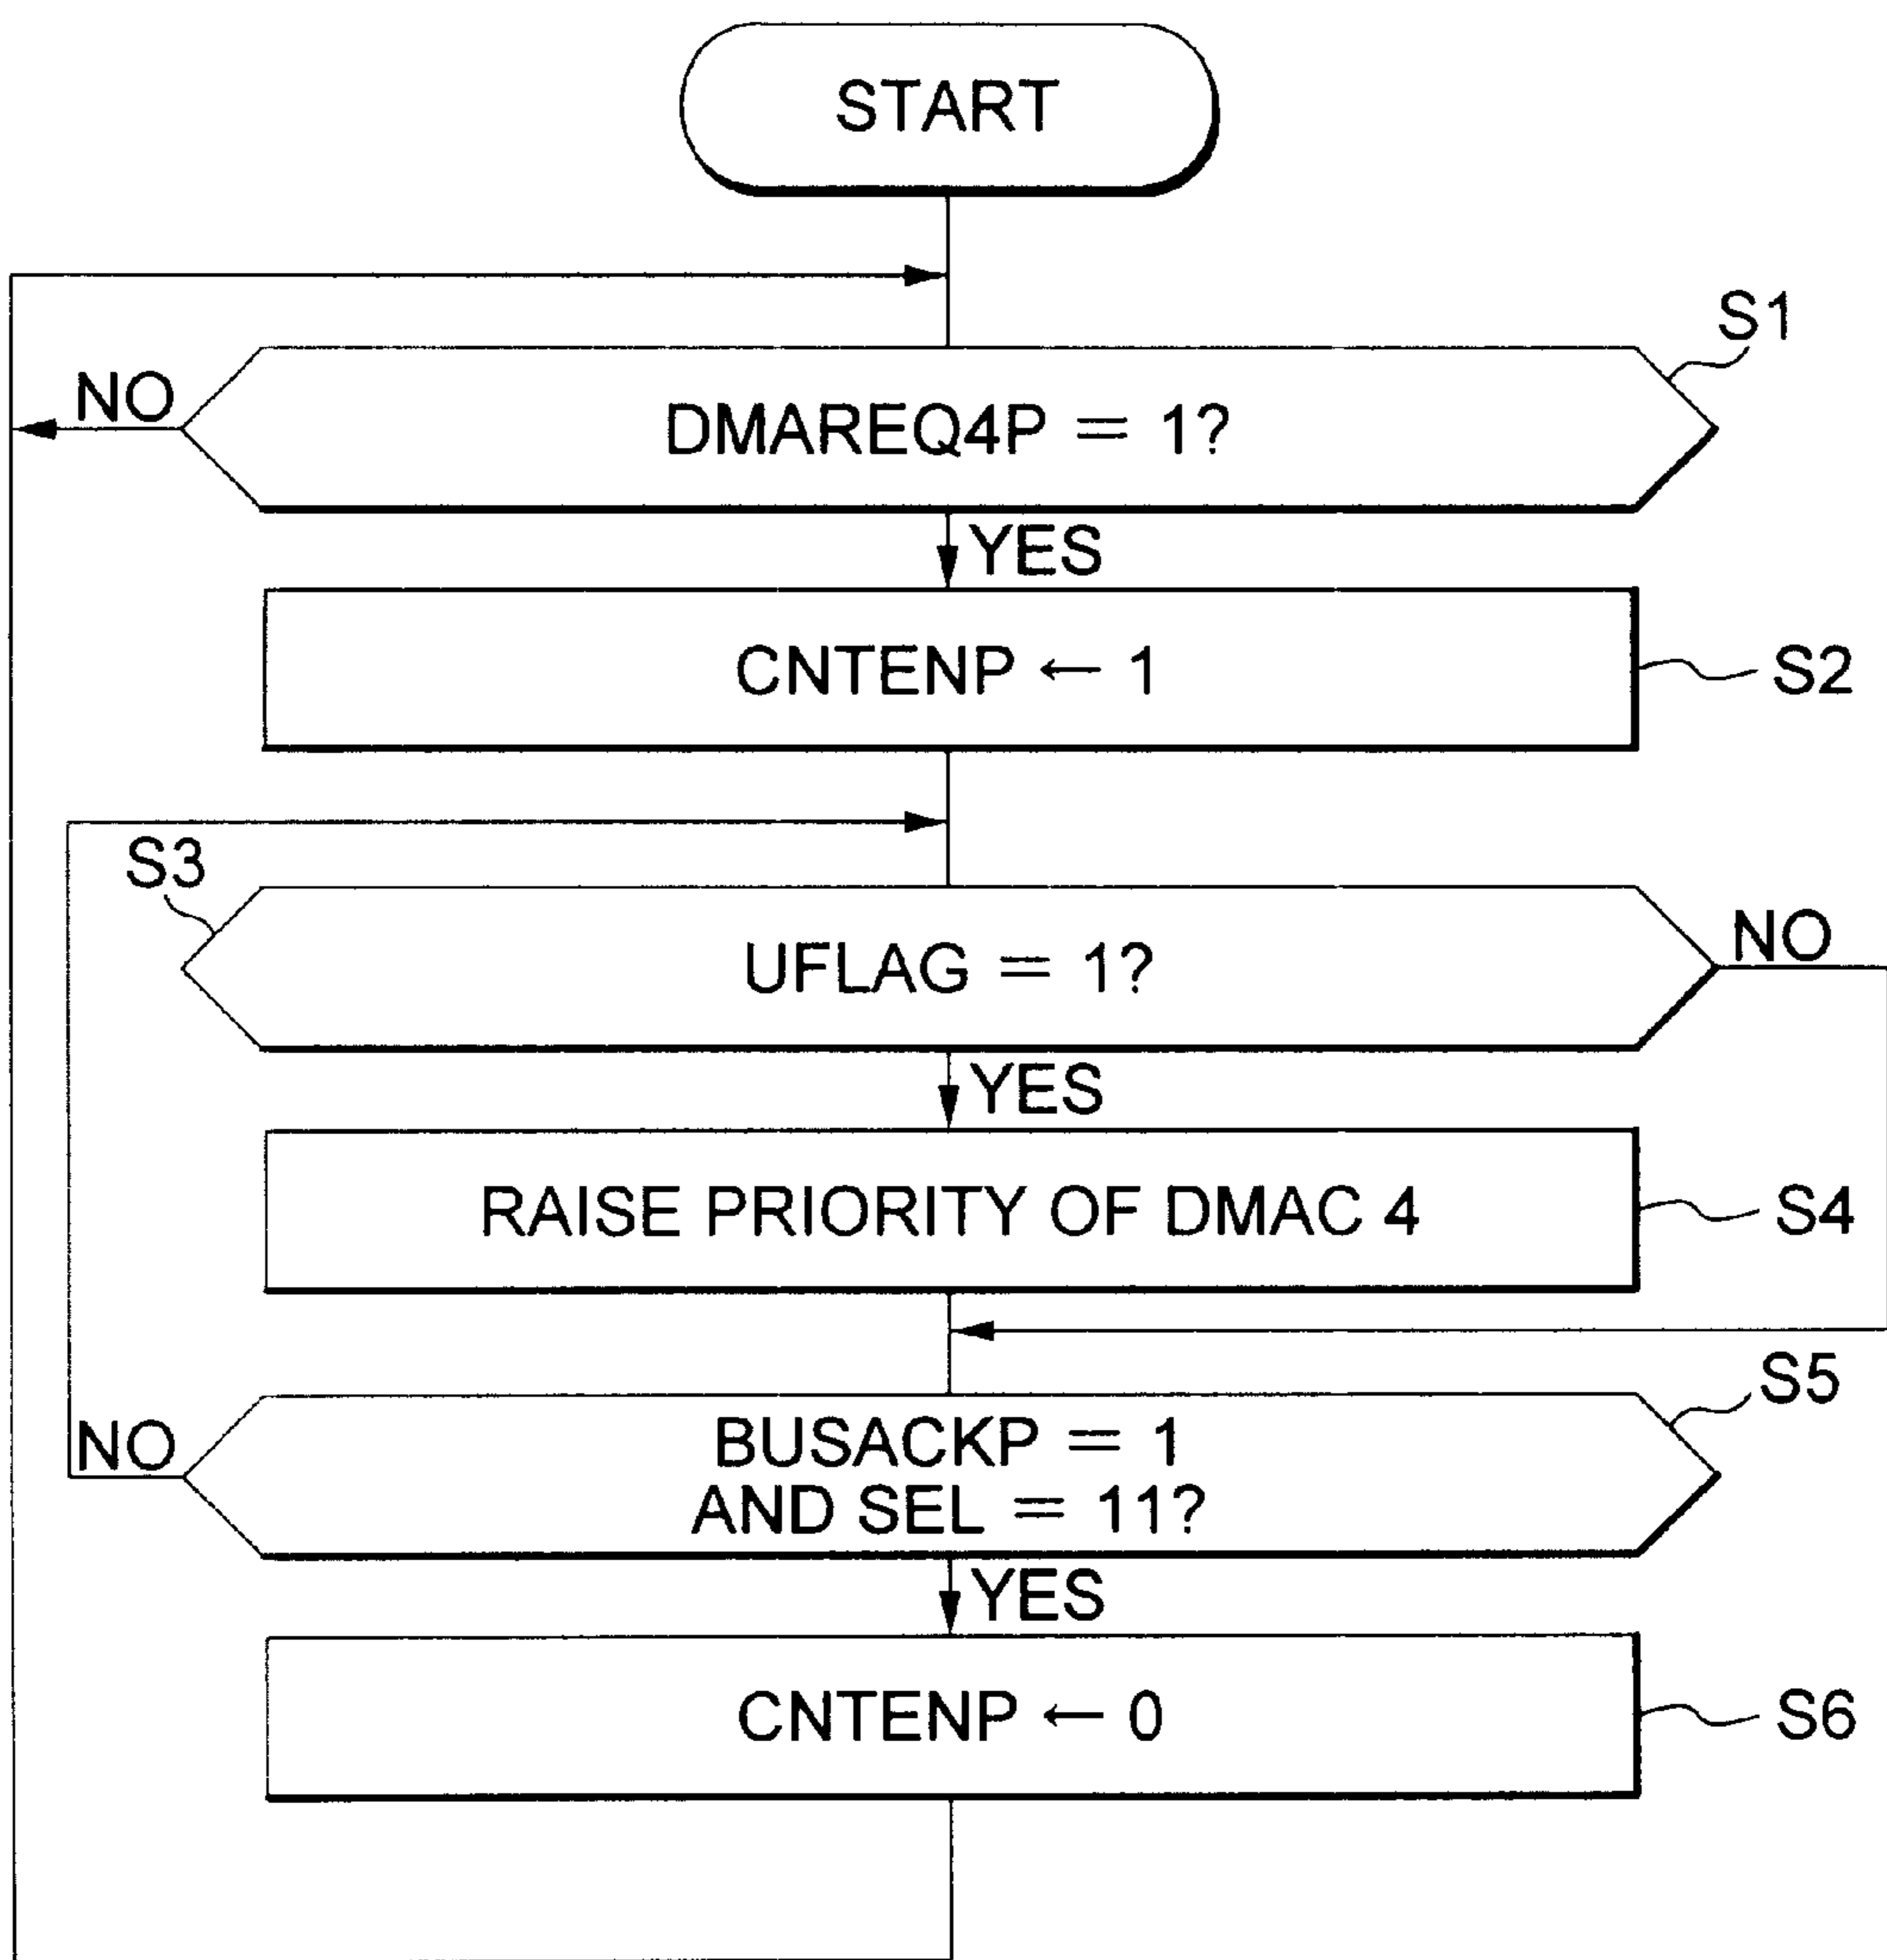 START
S1
NO
DMAREQ4P = 1?
YES
CNTENP ← 1
S2
S3
NO
UFLAG = 1?
YES
RAISE PRIORITY OF DMAC 4
S4
S5
NO
BUSACKP = 1
AND SEL = 11?
YES
CNTENP ← 0
S6